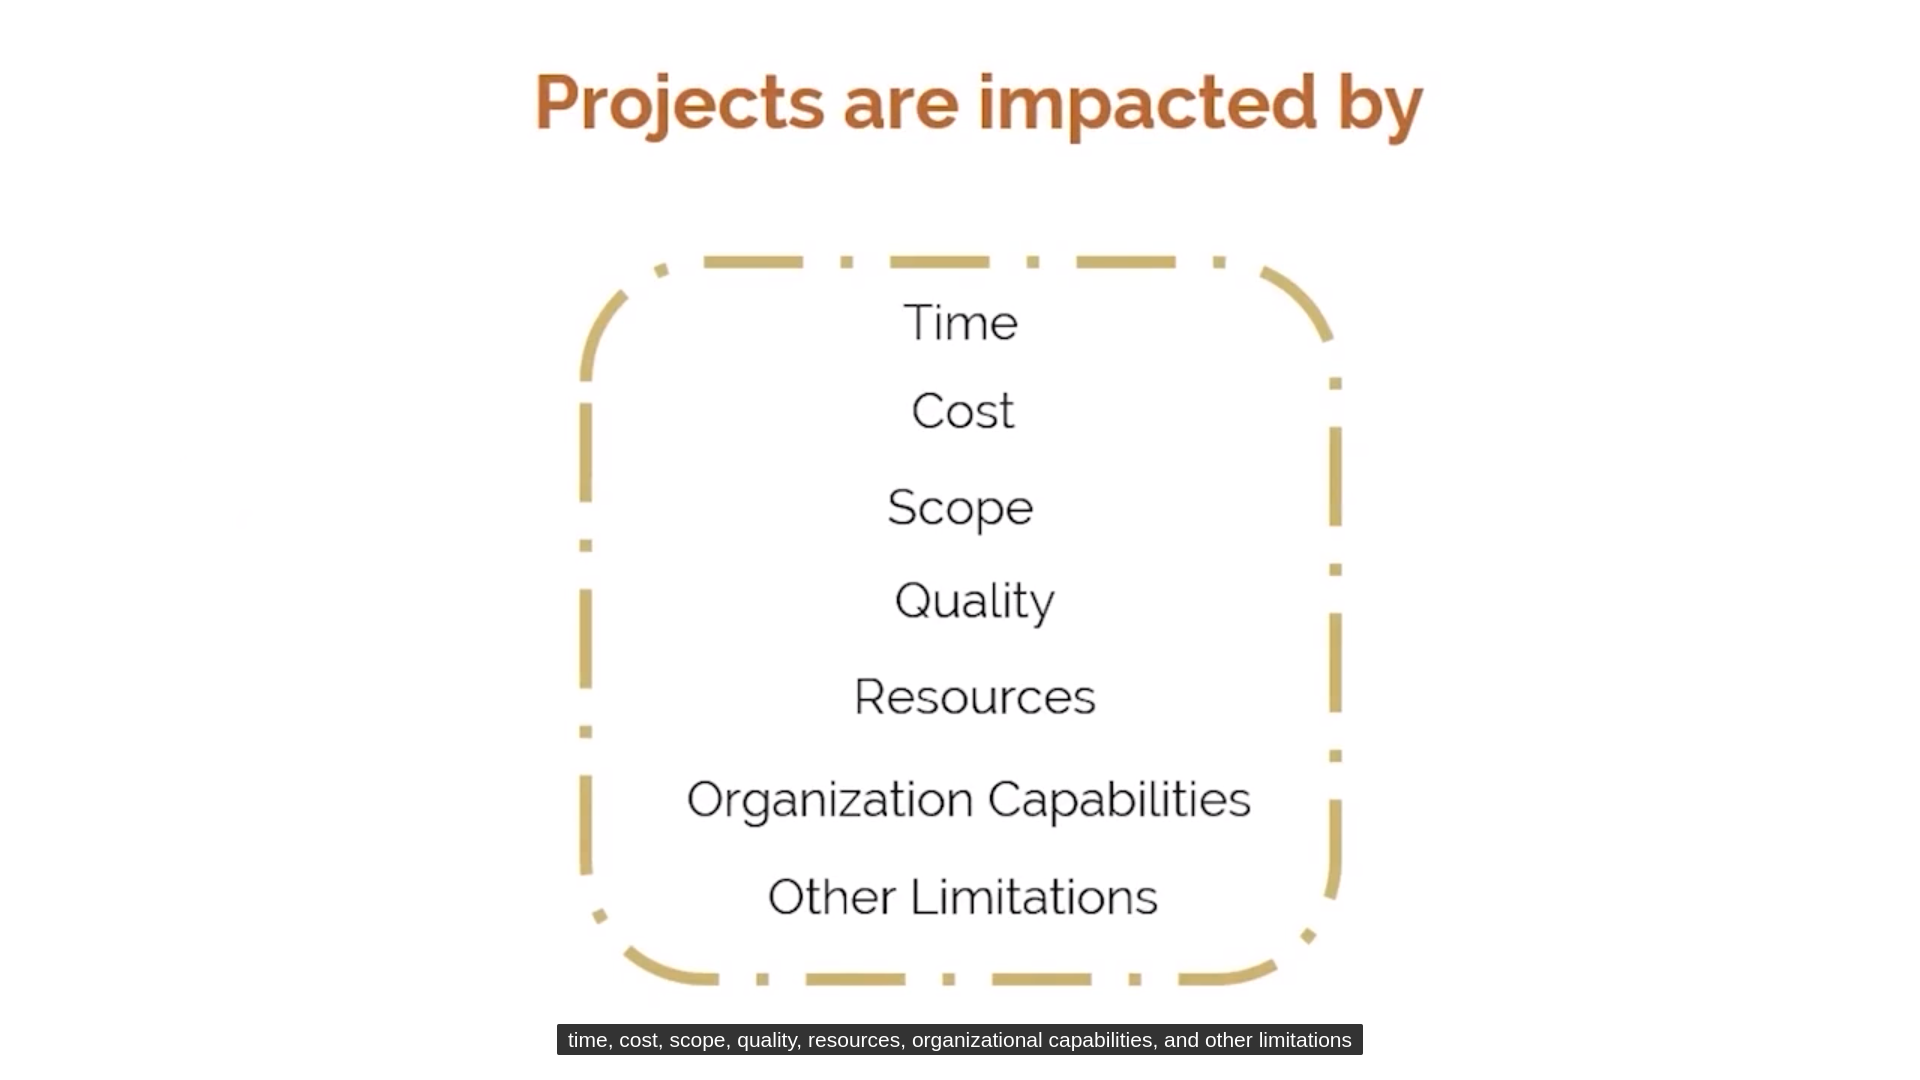 Projects are impacted by
Time
Cost
Scope
Quality
Resources
Organization Capabilities
Other Limitations
time, cost, scope, quality, resources, organizational capabilities, and other limitations